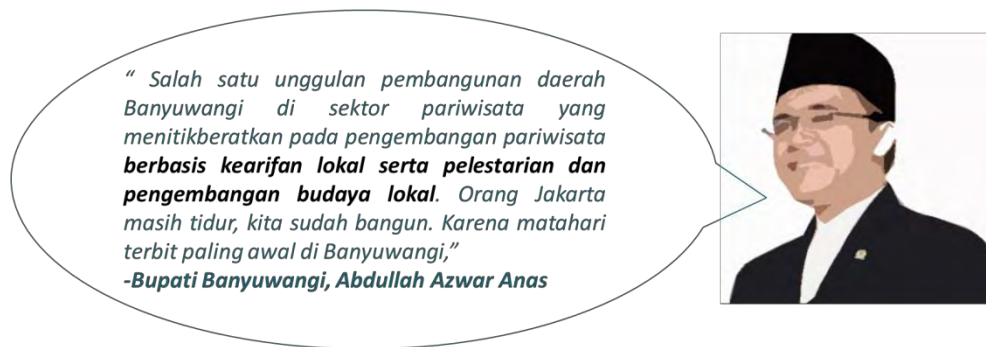 “ Salah satu unggulan pembangunan daerah
Banyuwangi di sektor pariwisata yang
menitikberatkan pada pengembangan pariwisata
berbasis kearifan lokal serta pelestarian dan
pengembangan budaya lokal. Orang Jakarta
masih tidur, kita sudah bangun. Karena matahari
terbit paling awal di Banyuwangi,”
-Bupati Banyuwangi, Abdullah Azwar Anas